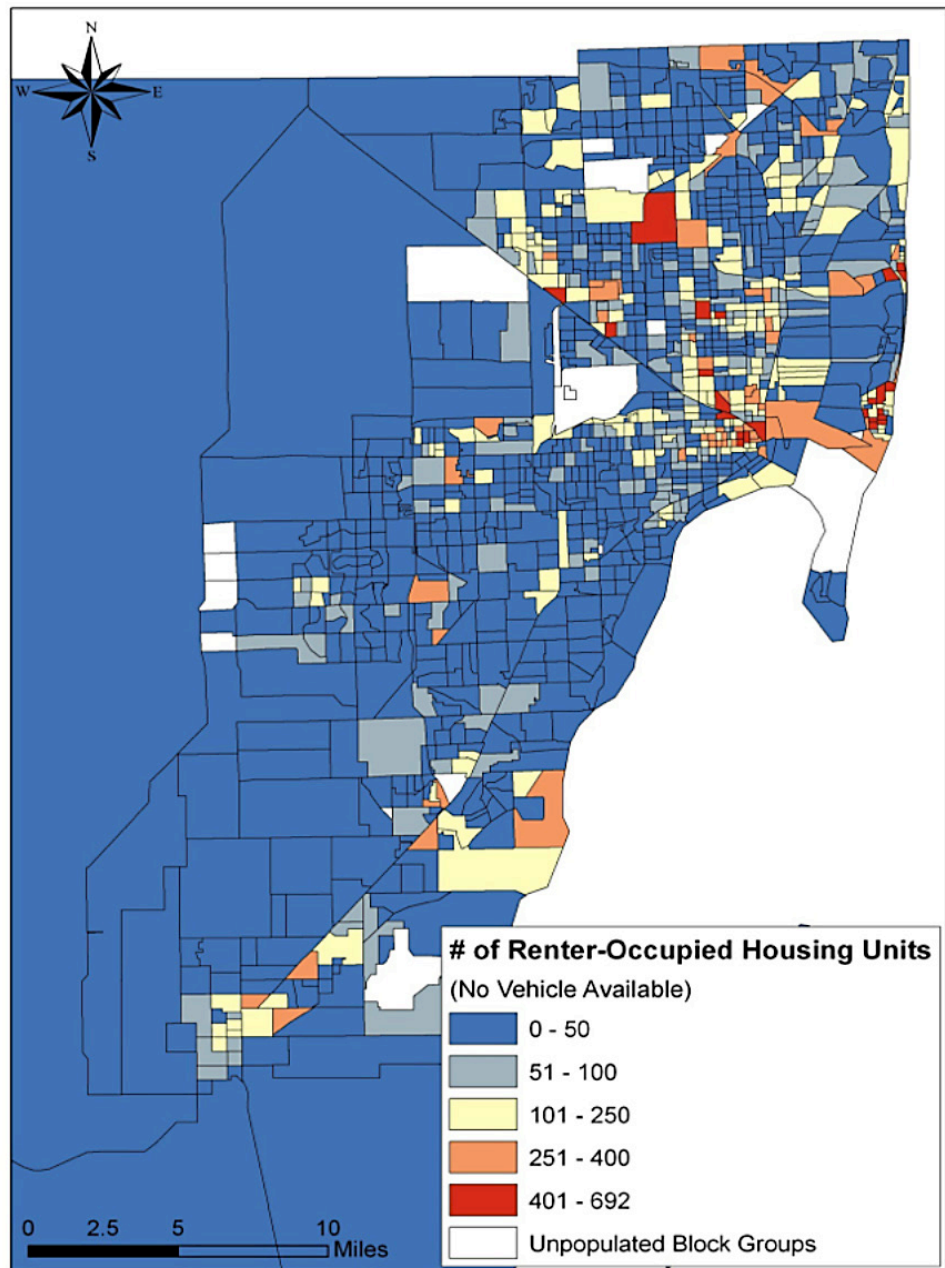 N
W E
S
# of Renter-Occupied Housing Units
(No Vehicle Available)
0 - 50
51 - 100
101 - 250
251 - 400
401 - 692
Unpopulated Block Groups
0 2.5 5 10
Miles